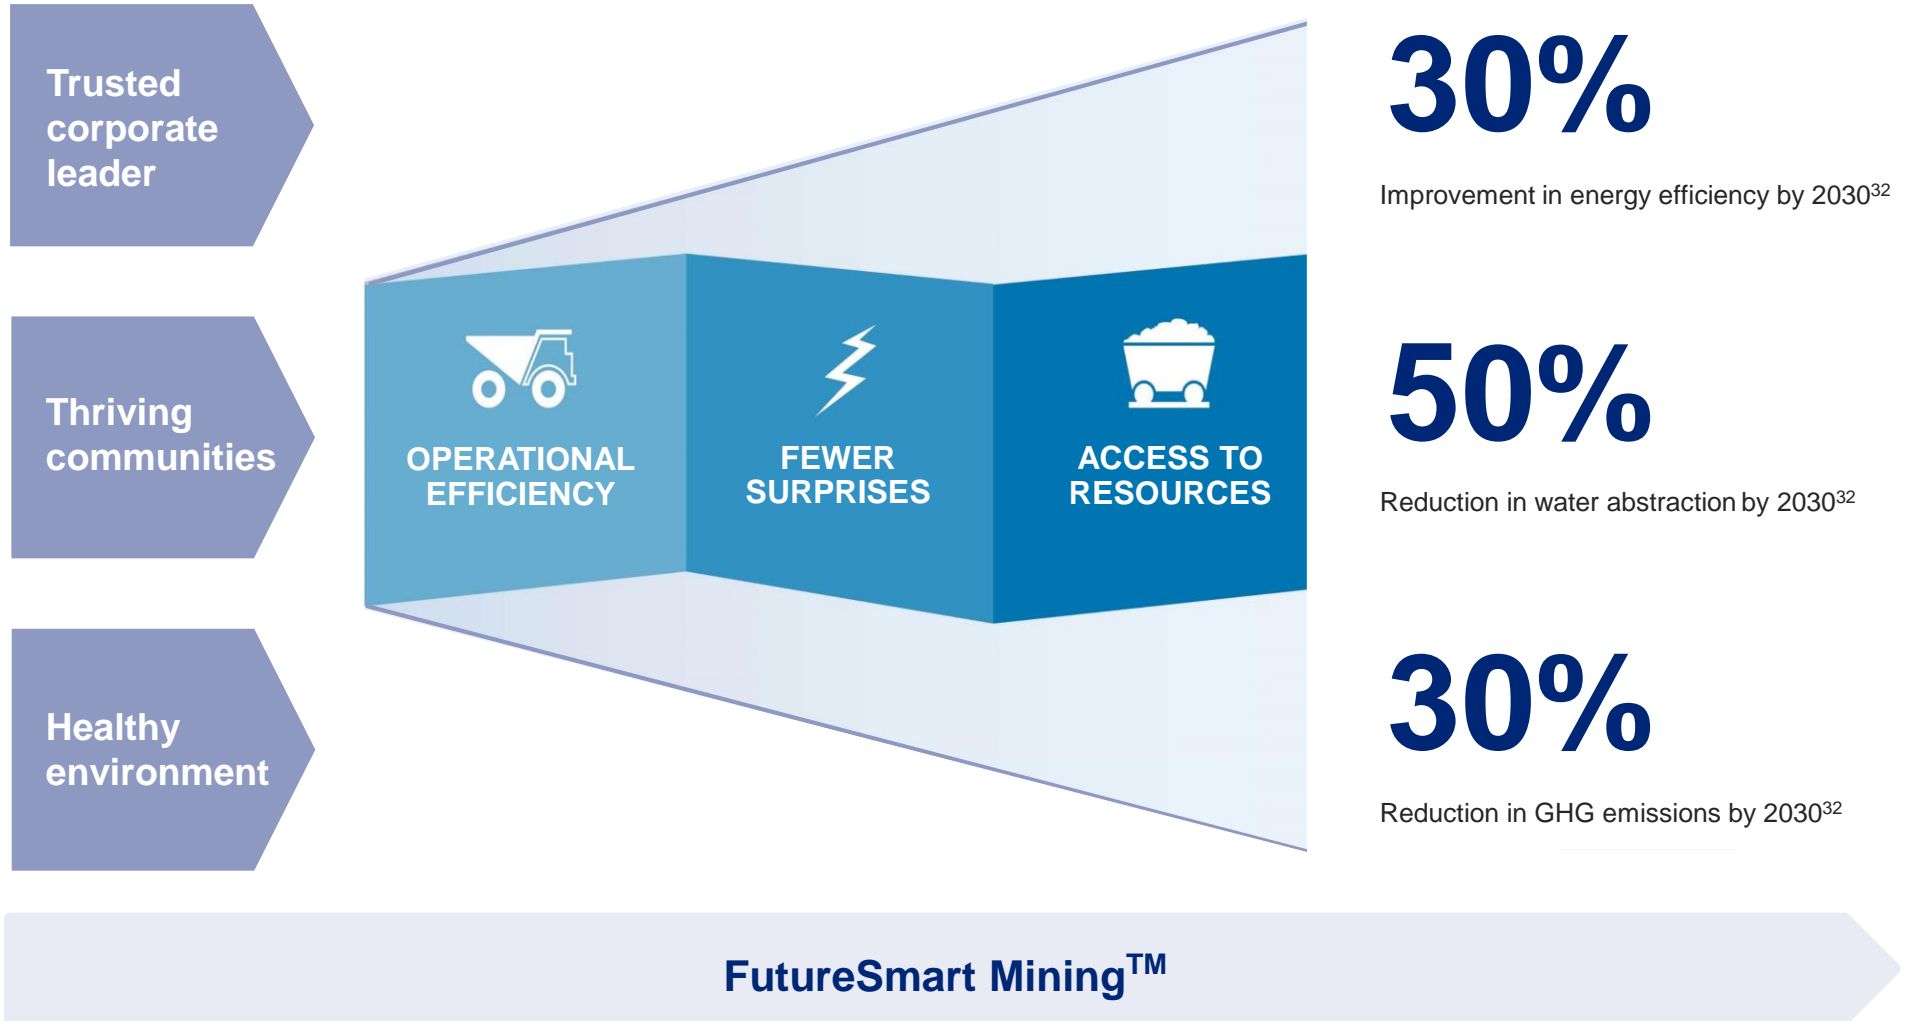 Trusted
corporate
leader
Thriving
communities
Healthy
environment
OPERATIONAL
EFFICIENCY
FEWER
SURPRISES
ACCESS TO
RESOURCES
30%
Improvement in energy efficiency by 2030³²
50%
Reduction in water abstraction by 2030³²
30%
Reduction in GHG emissions by 2030³²
FutureSmart Mining™